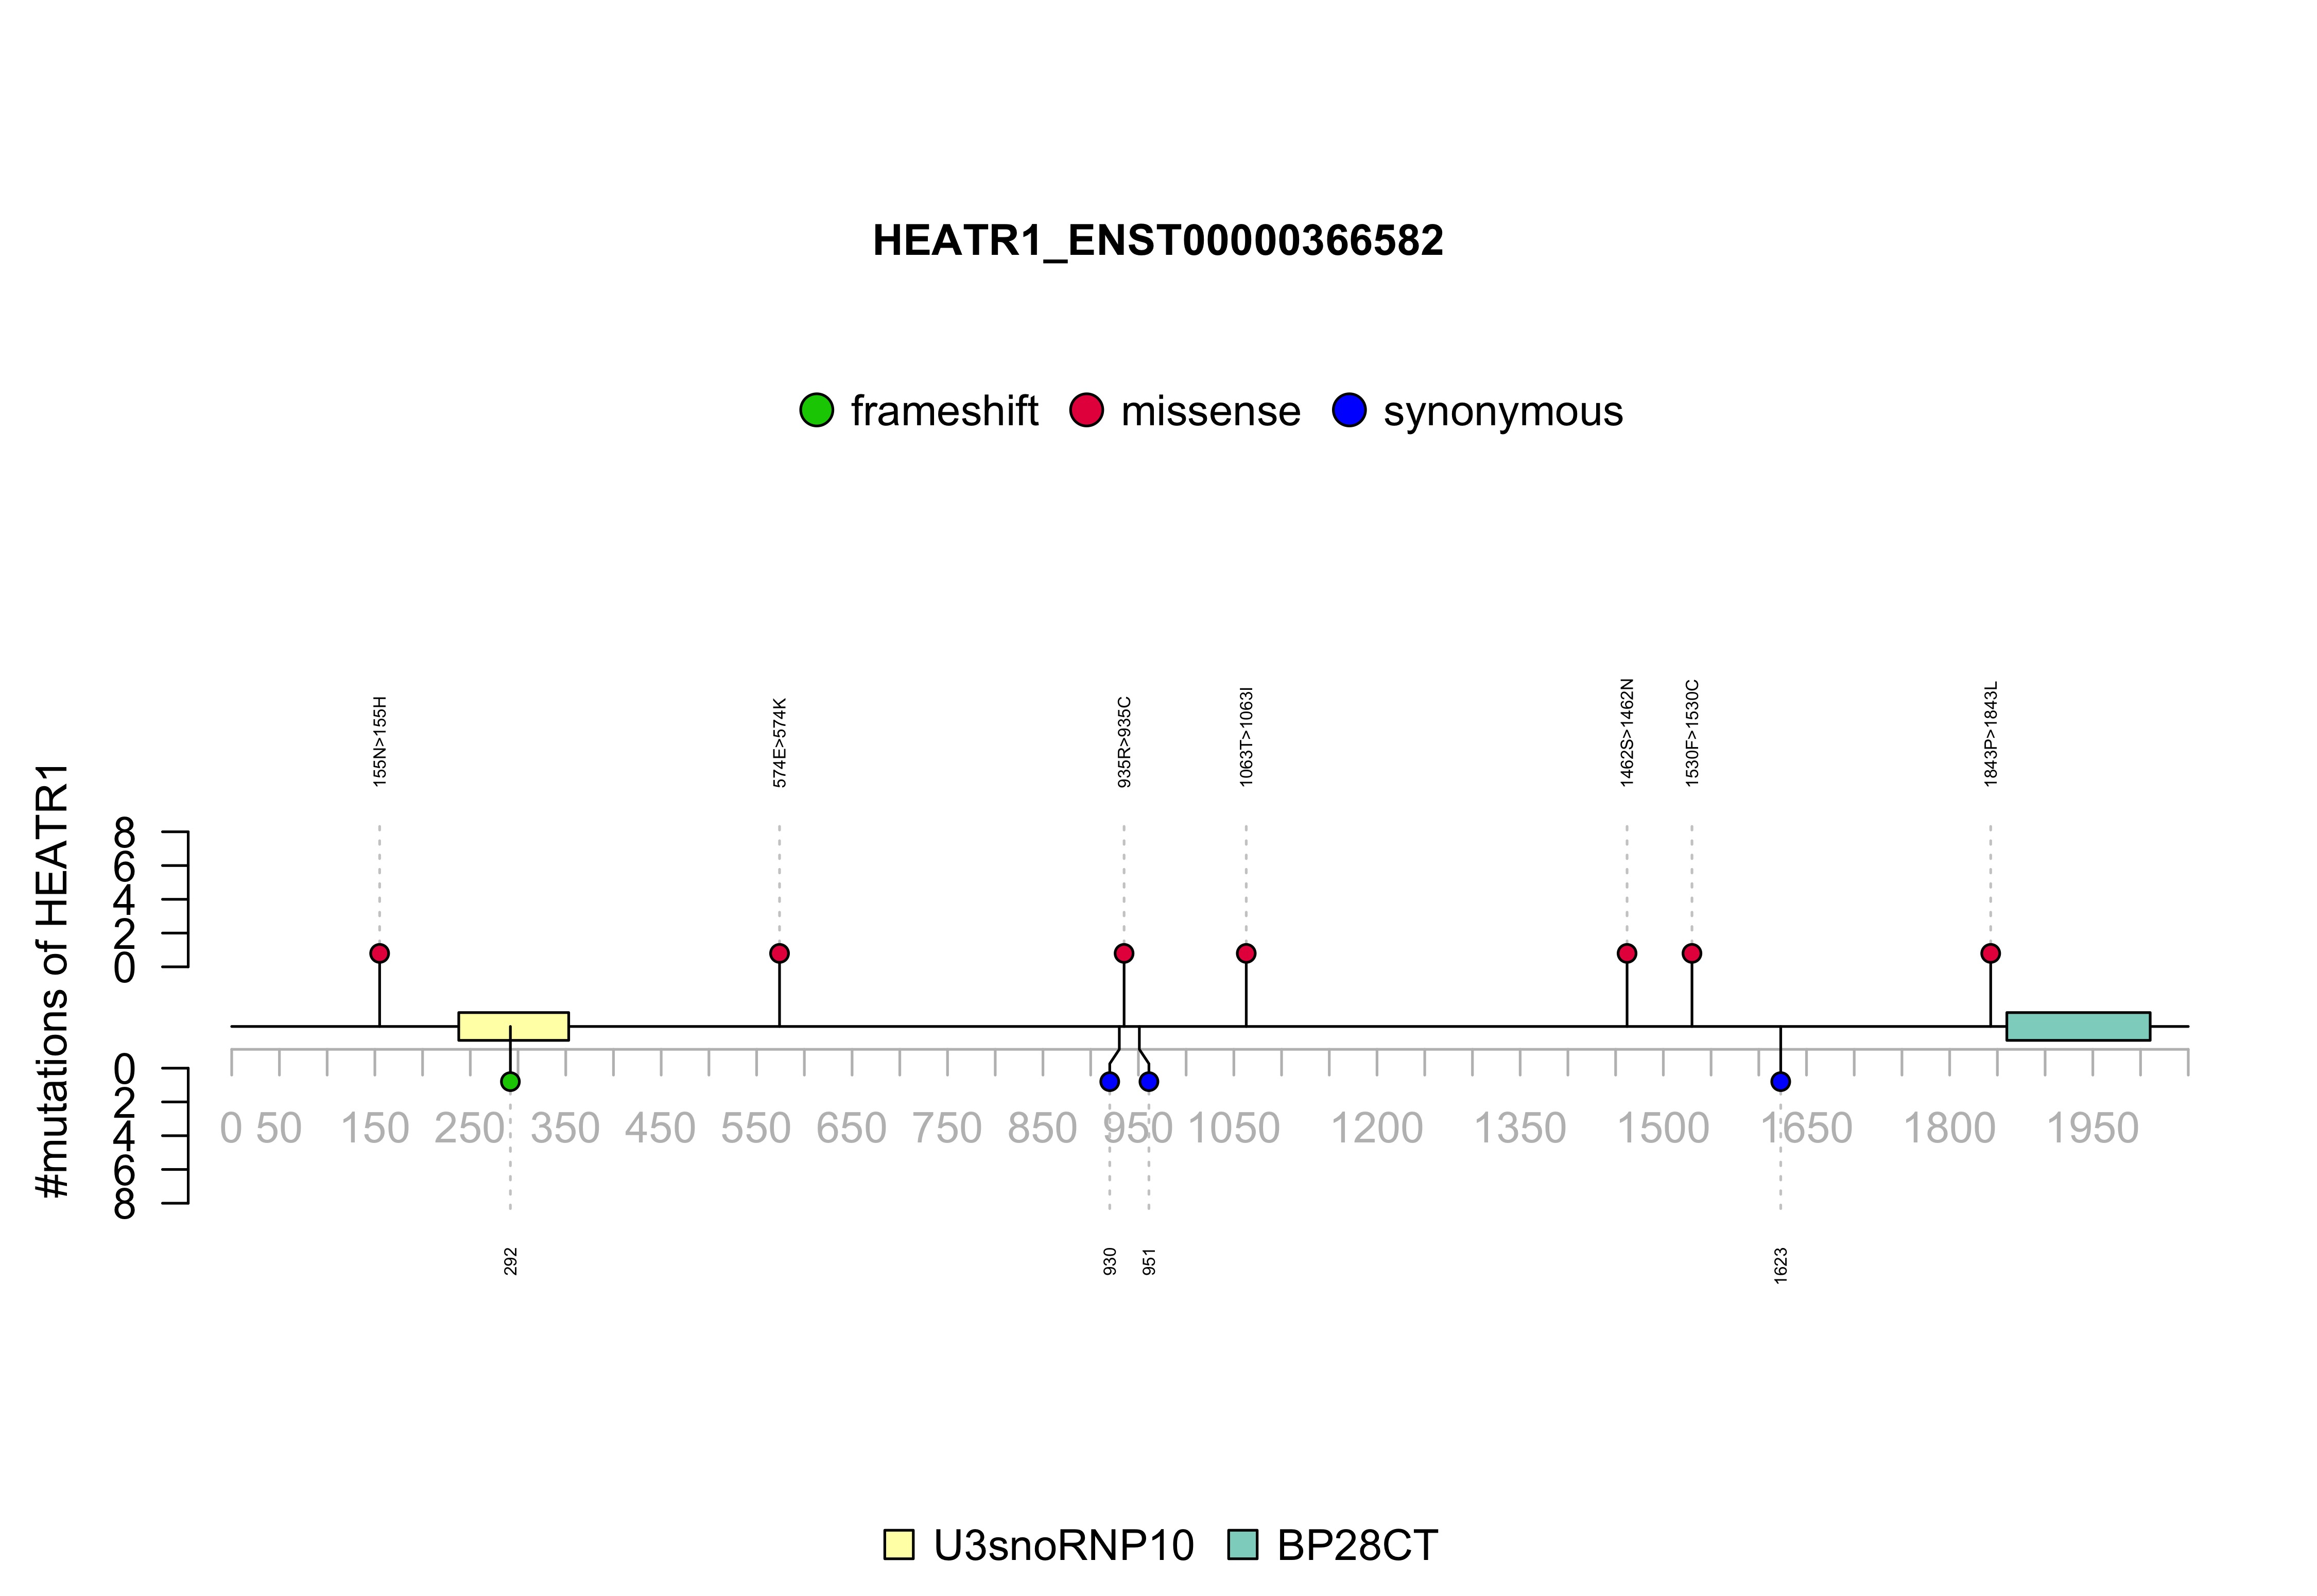 HEATR1_ENST00000366582
frameshift missense synonymous
155N>155H
574E>574K
935R>935C
1063T>1063I
1462S>1462N
1530F>1530C
1843P>1843L
#mutations of HEATR1
8
6
4
2
0
0
2
4
6
8
0 50 150 250 350 450 550 650 750 850 950 1050 1200 1350 1500 1650 1800 1950
292
930
951
1623
U3snoRNP10 BP28CT